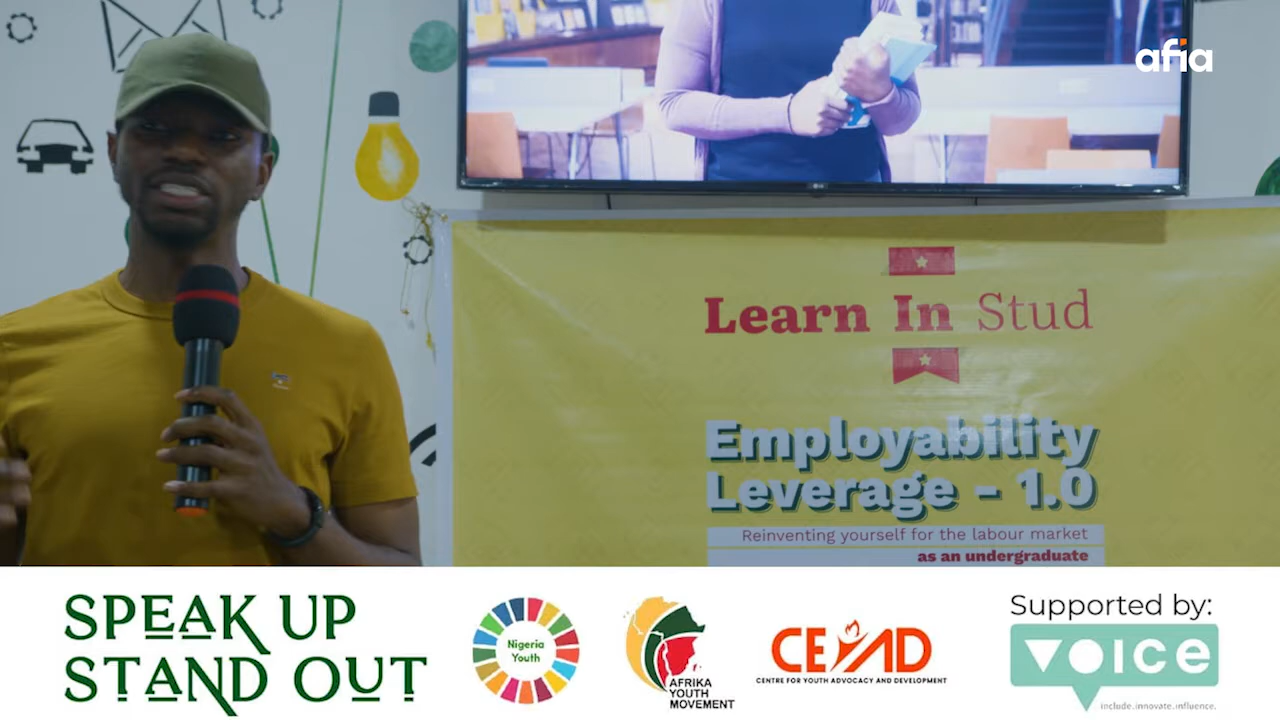 afia
Learn In Stud
Employability
Leverage - 1.0
Reinventing yourself for the labour market
as an undergraduate
SPEAK UP
STAND OUT
Nigeria
Youth
AFRIKA
YOUTH
MOVEMENT
CEYAD
CENTRE FOR YOUTH ADVOCACY AND DEVELOPMENT
Supported by:
VOICE
include.innovate.influence.